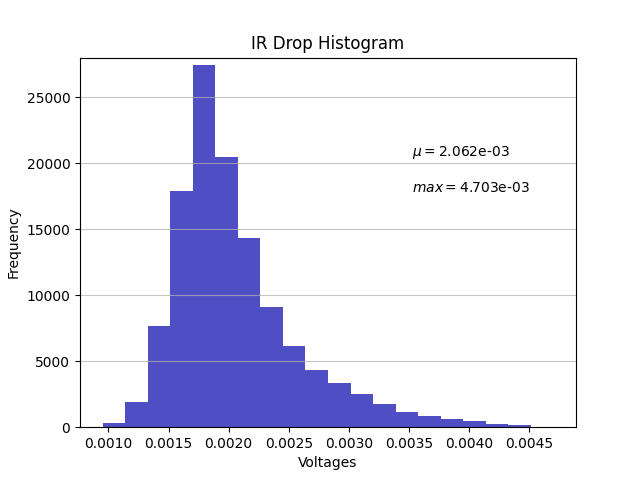 IR Drop Histogram
25000
20000
15000
10000
5000
0
Frequency
μ = 2.062e-03
max = 4.703e-03
0.0010 0.0015 0.0020 0.0025 0.0030 0.0035 0.0040 0.0045
Voltages